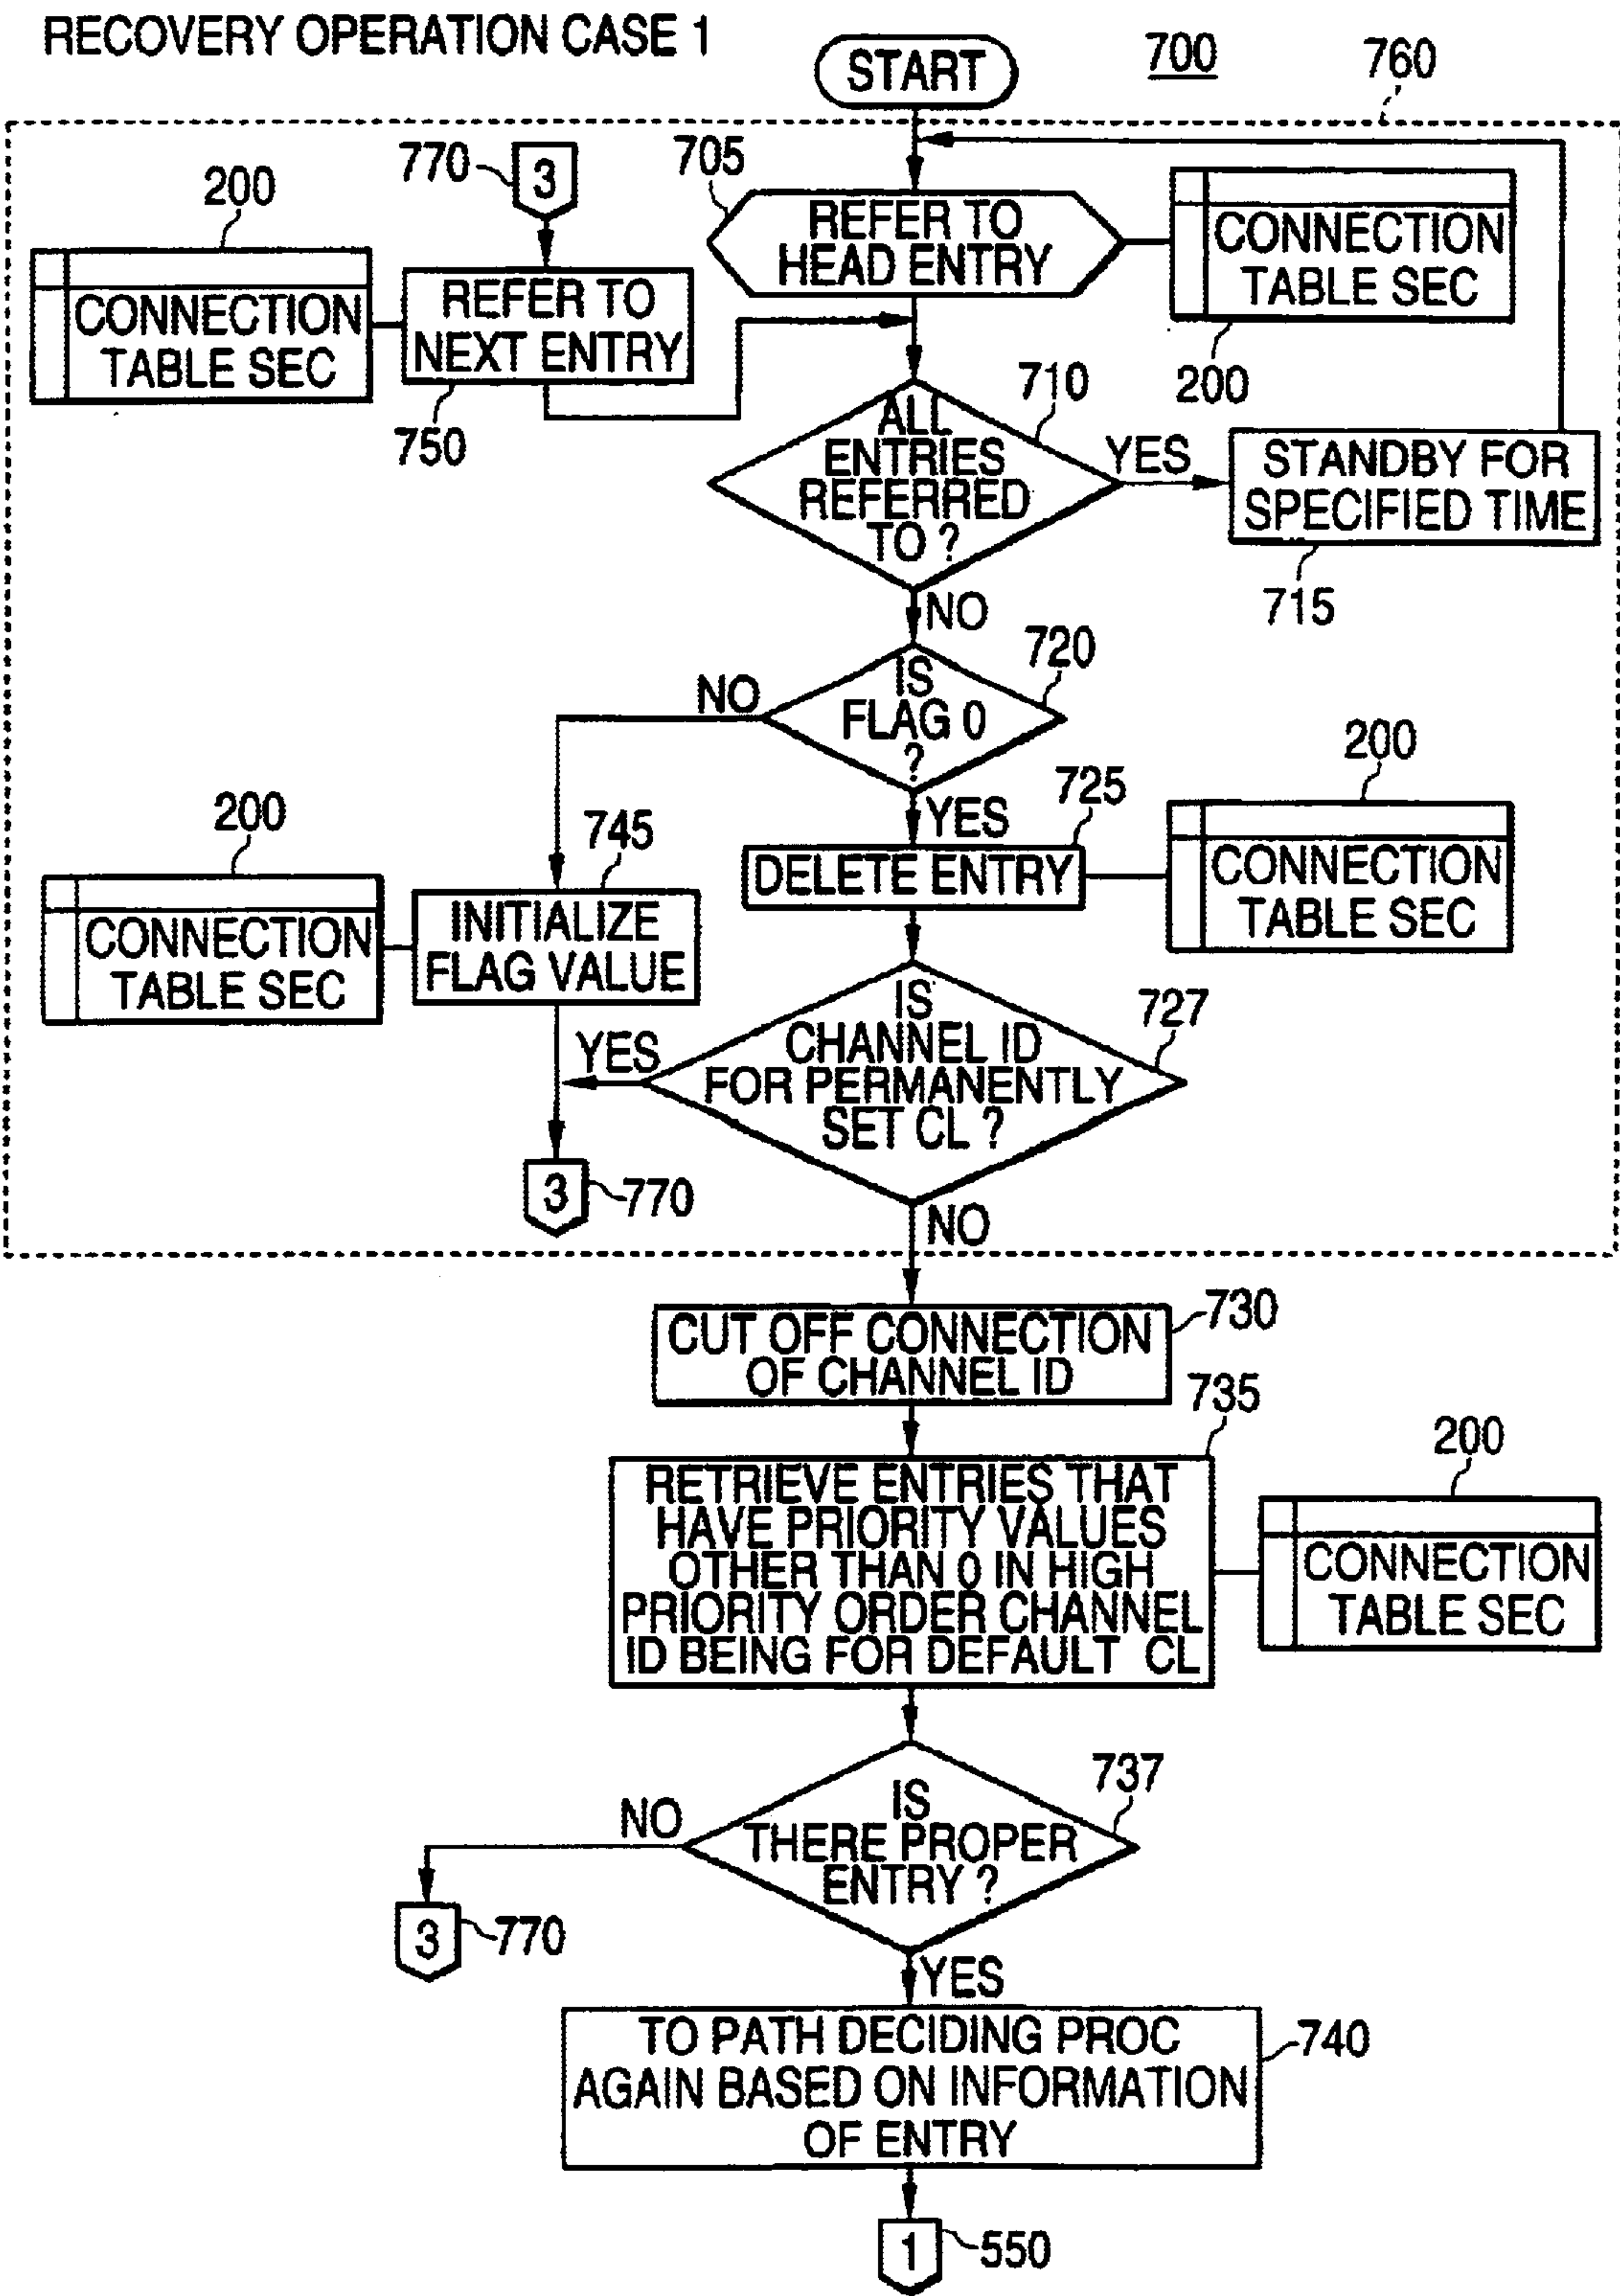 RECOVERY OPERATION CASE 1
START
700
760
770
3
705
200
REFER TO
HEAD ENTRY
CONNECTION
TABLE SEC
200
CONNECTION
TABLE SEC
REFER TO
NEXT ENTRY
750
710
ALL
ENTRIES
REFERRED
TO ?
YES
STANDBY FOR
SPECIFIED TIME
715
NO
720
IS
FLAG 0
?
NO
YES
725
DELETE ENTRY
200
CONNECTION
TABLE SEC
200
CONNECTION
TABLE SEC
745
INITIALIZE
FLAG VALUE
727
IS
CHANNEL ID
FOR PERMANENTLY
SET CL ?
YES
3
770
NO
CUT OFF CONNECTION
OF CHANNEL ID
730
735
RETRIEVE ENTRIES THAT
HAVE PRIORITY VALUES
OTHER THAN 0 IN HIGH
PRIORITY ORDER CHANNEL
ID BEING FOR DEFAULT CL
200
CONNECTION
TABLE SEC
737
IS
THERE PROPER
ENTRY ?
NO
3
770
YES
TO PATH DECIDING PROC
AGAIN BASED ON INFORMATION
OF ENTRY
740
1
550